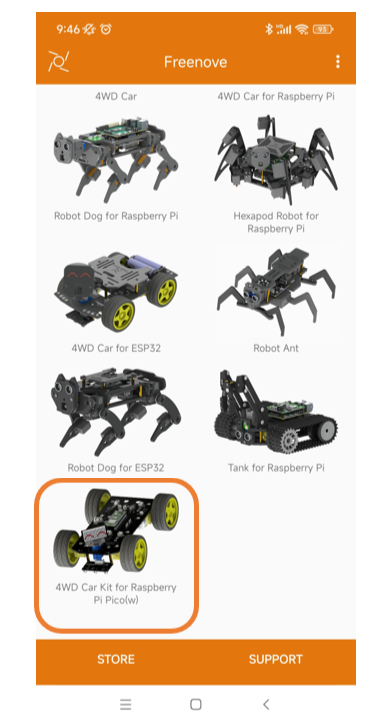 9:46
Freenove
4WD Car
4WD Car for Raspberry Pi
Robot Dog for Raspberry Pi
Hexapod Robot for
Raspberry Pi
4WD Car for ESP32
Robot Ant
Robot Dog for ESP32
Tank for Raspberry Pi
4WD Car Kit for Raspberry
Pi Pico(w)
STORE
SUPPORT